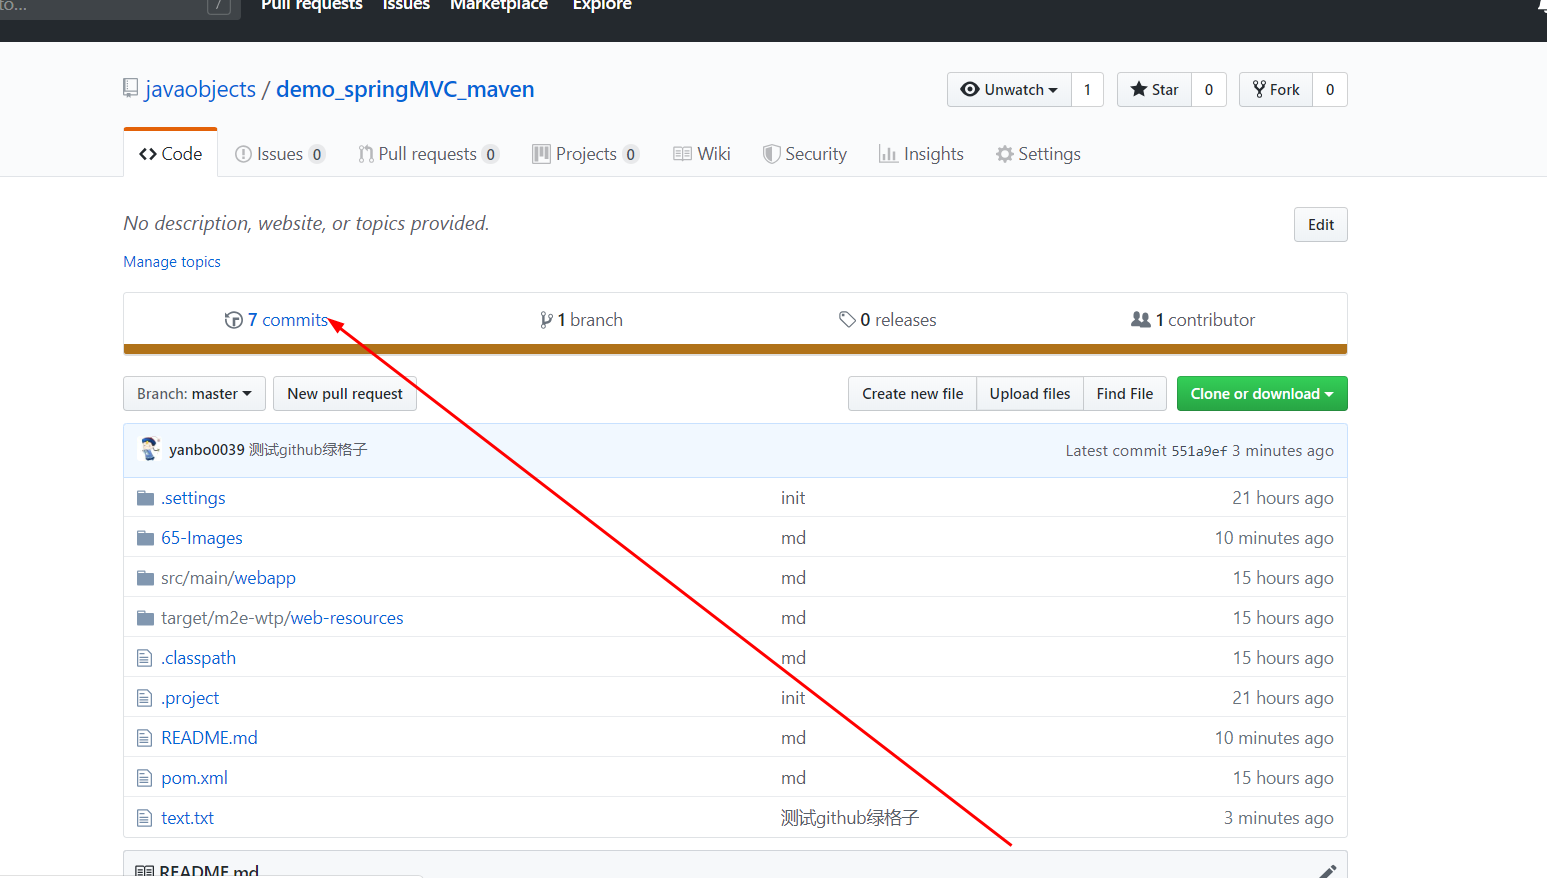 to... /
Pull requests Issues Marketplace Explore
javaobjects / demo_springMVC_maven
Unwatch 1 Star 0 Fork 0
Code Issues 0 Pull requests 0 Projects 0 Wiki Security Insights Settings
No description, website, or topics provided.
Edit
Manage topics
7 commits 1 branch 0 releases 1 contributor
Branch: master New pull request Create new file Upload files Find File Clone or download
yanbo0039 测试github绿格子 Latest commit 551a9ef 3 minutes ago
.settings init 21 hours ago
65-Images md 10 minutes ago
src/main/webapp md 15 hours ago
target/m2e-wtp/web-resources md 15 hours ago
.classpath md 15 hours ago
.project init 21 hours ago
README.md md 10 minutes ago
pom.xml md 15 hours ago
text.txt 测试github绿格子 3 minutes ago
README.md